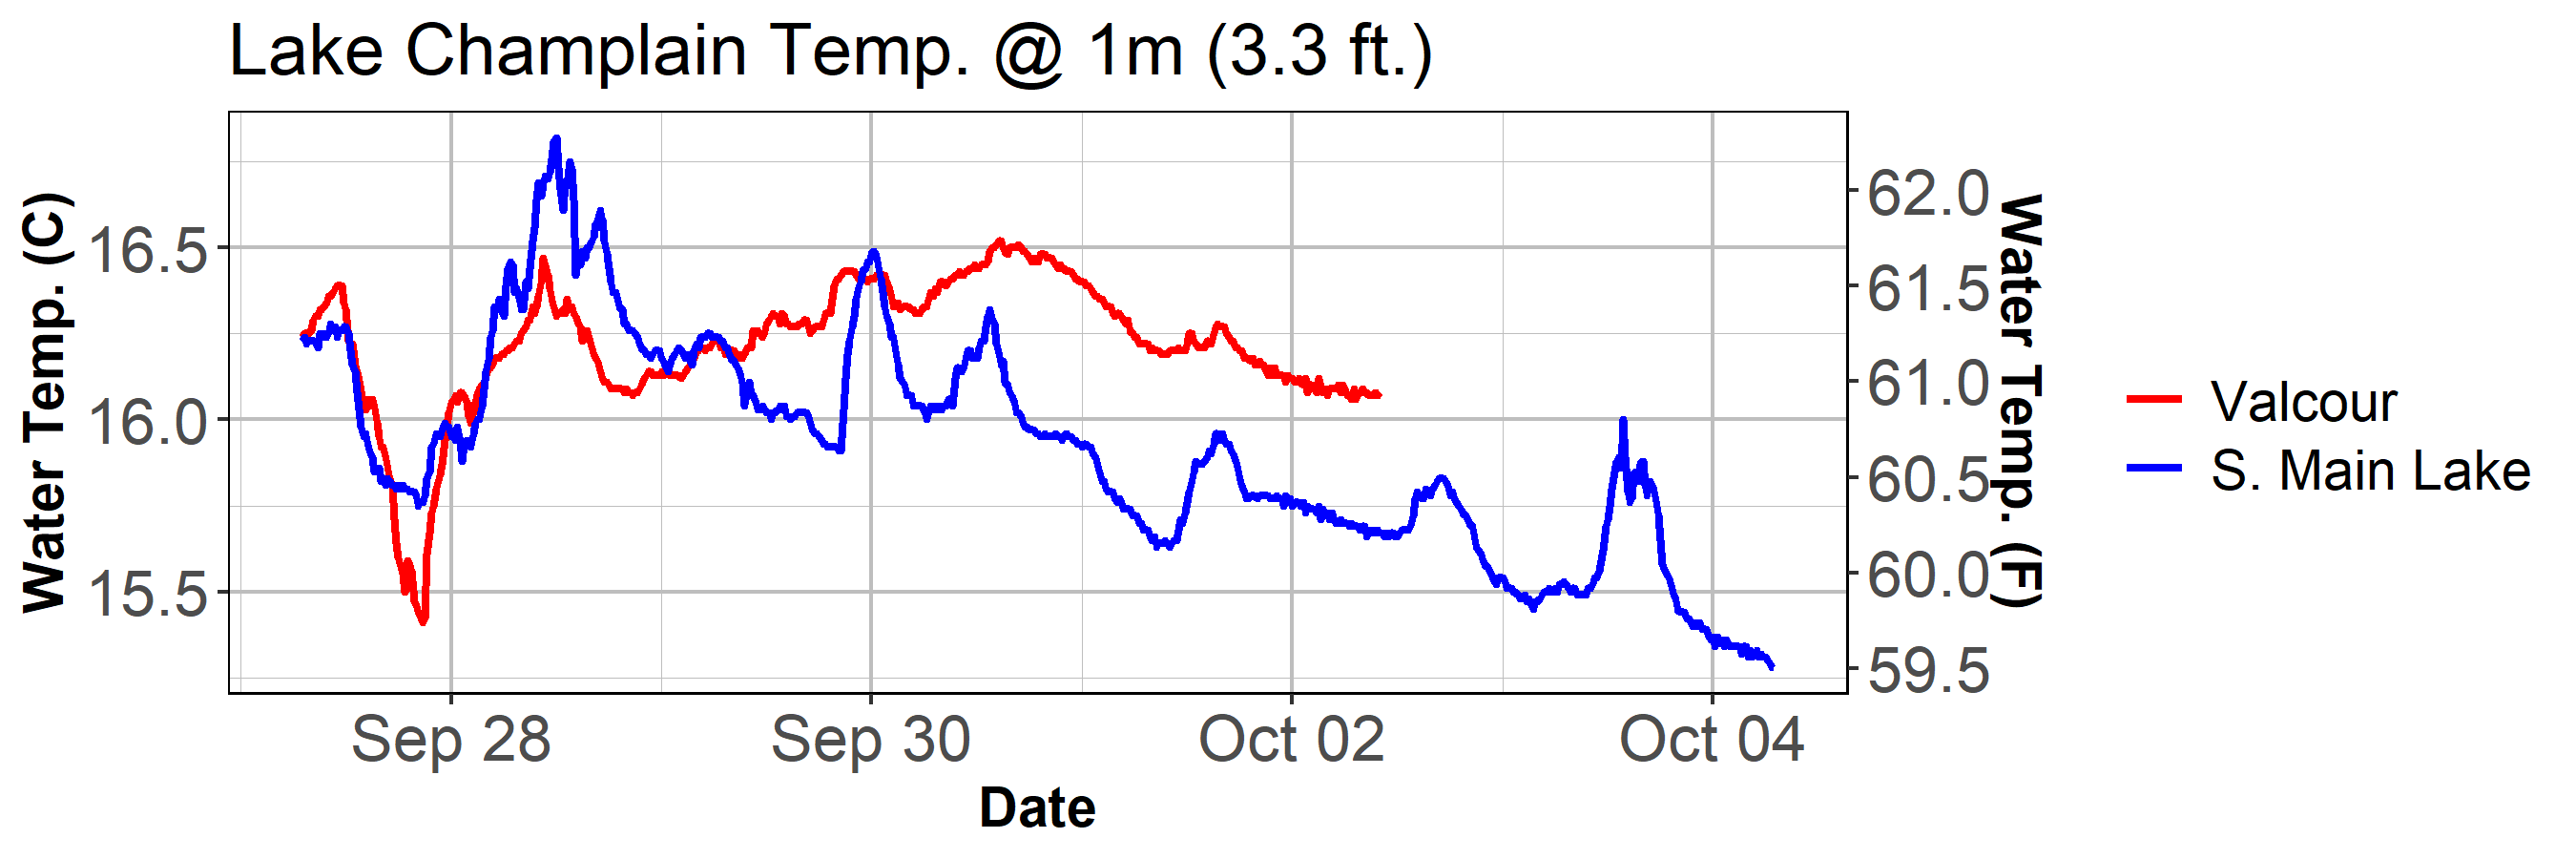 Lake Champlain Temp. @ 1m (3.3 ft.)
Water Temp. (C)
16.5
16.0
15.5
62.0
61.5
61.0
60.5
60.0
59.5
Water Temp. (F)
Sep 28
Sep 30
Oct 02
Oct 04
Date
Valcour
S. Main Lake